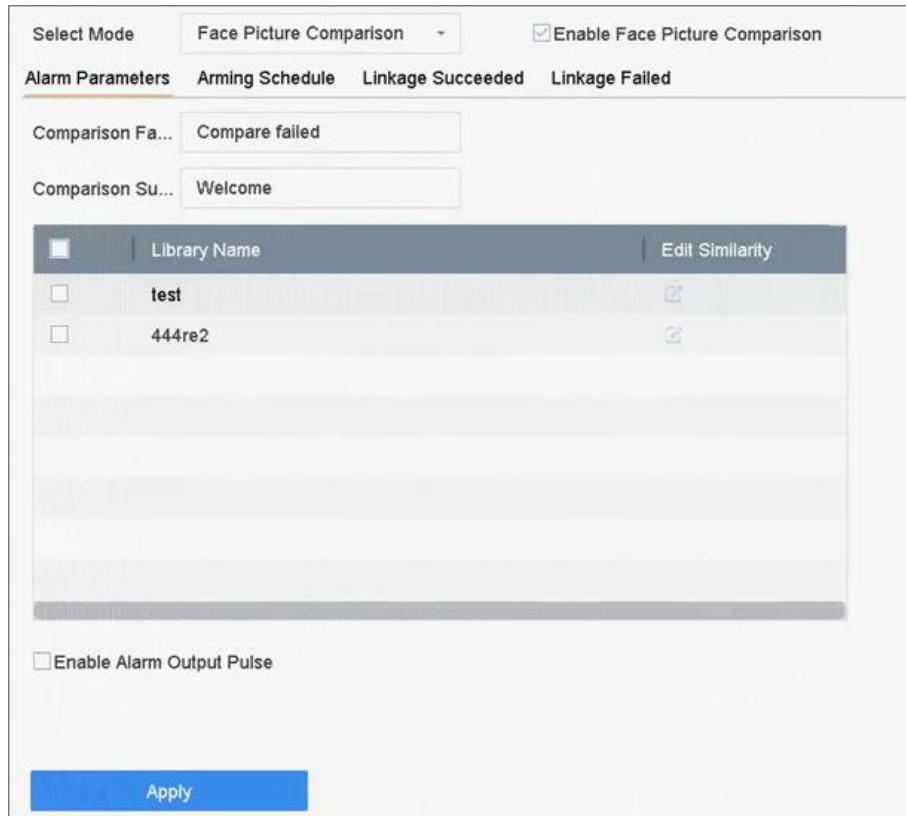 Select Mode Face Picture Comparison Enable Face Picture Comparison
Alarm Parameters Arming Schedule Linkage Succeeded Linkage Failed
Comparison Fa... Compare failed
Comparison Su... Welcome
Library Name Edit Similarity
test
444re2
Enable Alarm Output Pulse
Apply